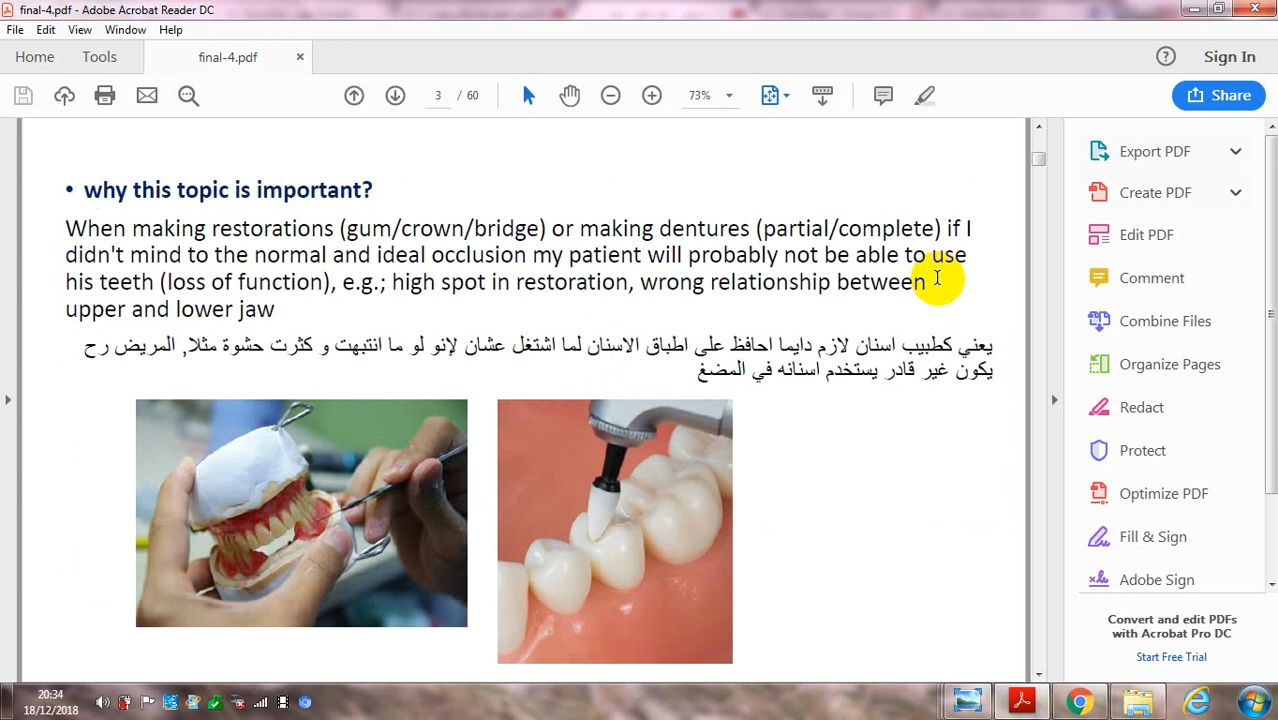 final-4.pdf - Adobe Acrobat Reader DC
File Edit View Window Help
Home Tools final-4.pdf × Sign In
3 / 60 73% Share
• why this topic is important?
When making restorations (gum/crown/bridge) or making dentures (partial/complete) if I
didn't mind to the normal and ideal occlusion my patient will probably not be able to use
his teeth (loss of function), e.g.; high spot in restoration, wrong relationship between
upper and lower jaw
يعني كطبيب اسنان لازم دايما احافظ على اطباق الاسنان لما اشتغل عشان لإنو لو ما انتبهت و كثرت حشوة مثلا, المريض رح
يكون غير قادر يستخدم اسنانه في المضغ
Export PDF
Create PDF
Edit PDF
Comment
Combine Files
Organize Pages
Redact
Protect
Optimize PDF
Fill & Sign
Adobe Sign
Convert and edit PDFs
with Acrobat Pro DC
Start Free Trial
20:34
18/12/2018